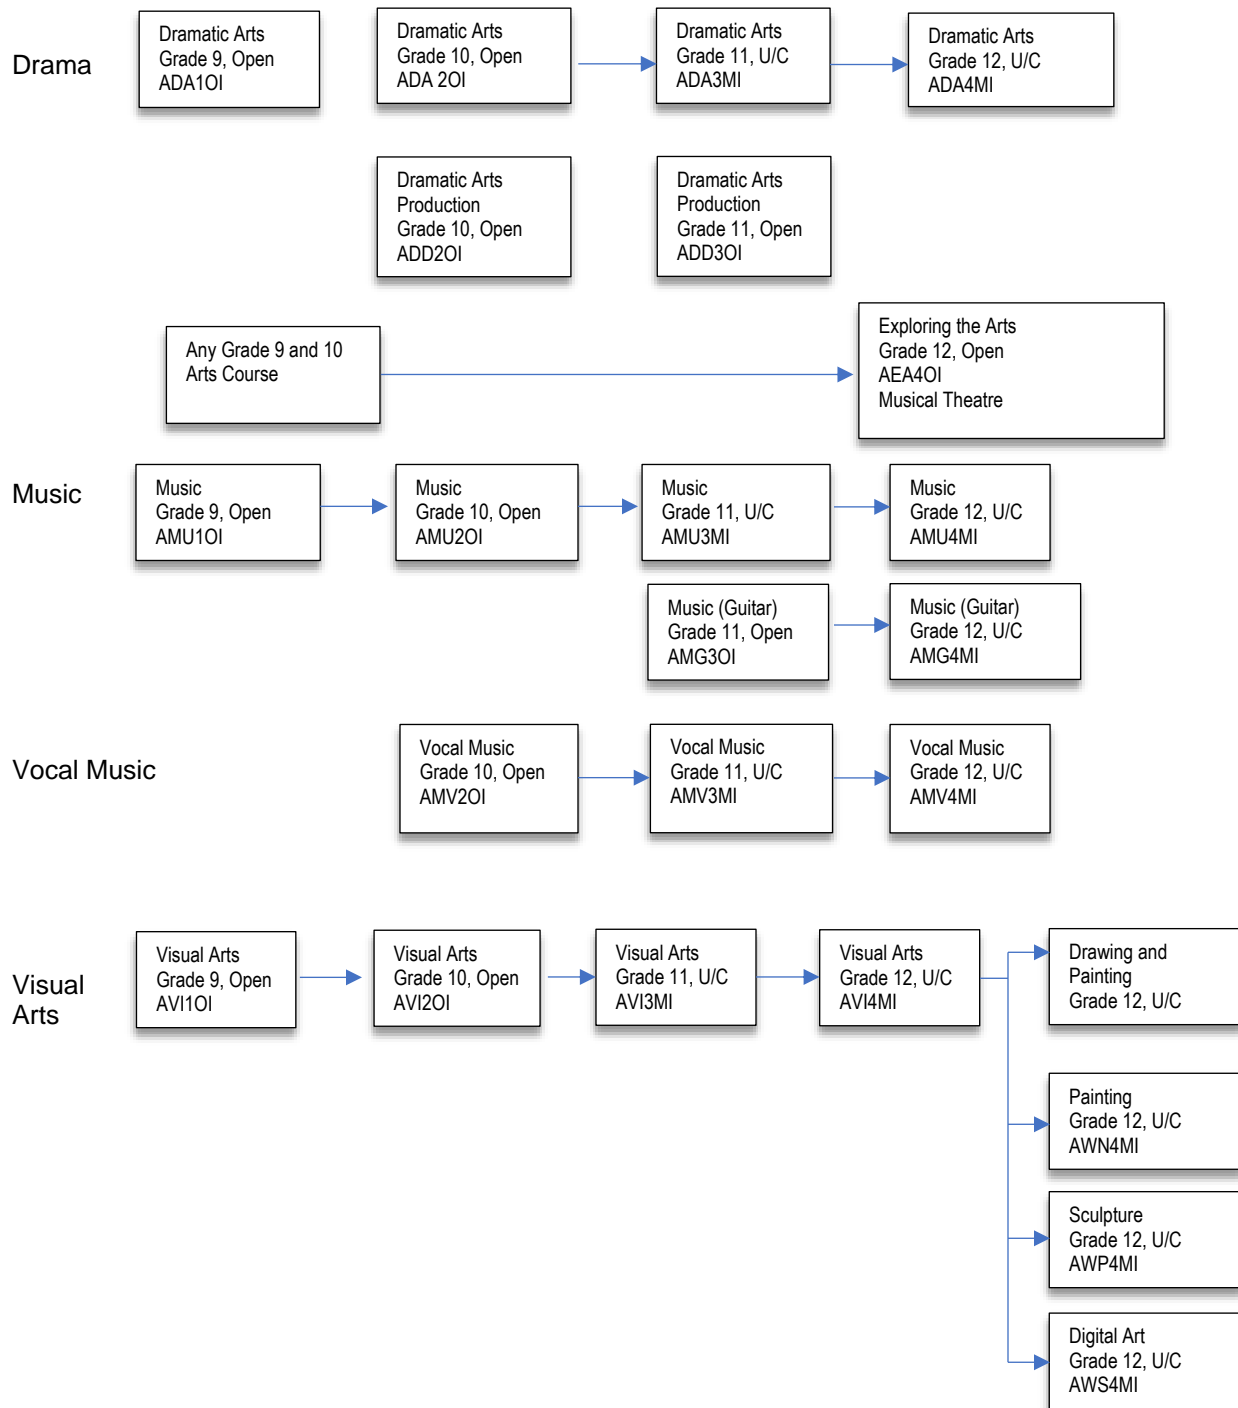 Drama
Dramatic Arts
Grade 9, Open
ADA1OI
Dramatic Arts
Grade 10, Open
ADA 2OI
Dramatic Arts
Grade 11, U/C
ADA3MI
Dramatic Arts
Grade 12, U/C
ADA4MI
Dramatic Arts
Production
Grade 10, Open
ADD2OI
Dramatic Arts
Production
Grade 11, Open
ADD3OI
Any Grade 9 and 10
Arts Course
Exploring the Arts
Grade 12, Open
AEA4OI
Musical Theatre
Music
Music
Grade 9, Open
AMU1OI
Music
Grade 10, Open
AMU2OI
Music
Grade 11, U/C
AMU3MI
Music
Grade 12, U/C
AMU4MI
Music (Guitar)
Grade 11, Open
AMG3OI
Music (Guitar)
Grade 12, U/C
AMG4MI
Vocal Music
Vocal Music
Grade 10, Open
AMV2OI
Vocal Music
Grade 11, U/C
AMV3MI
Vocal Music
Grade 12, U/C
AMV4MI
Visual
Arts
Visual Arts
Grade 9, Open
AVI1OI
Visual Arts
Grade 10, Open
AVI2OI
Visual Arts
Grade 11, U/C
AVI3MI
Visual Arts
Grade 12, U/C
AVI4MI
Drawing and
Painting
Grade 12, U/C
Painting
Grade 12, U/C
AWN4MI
Sculpture
Grade 12, U/C
AWP4MI
Digital Art
Grade 12, U/C
AWS4MI